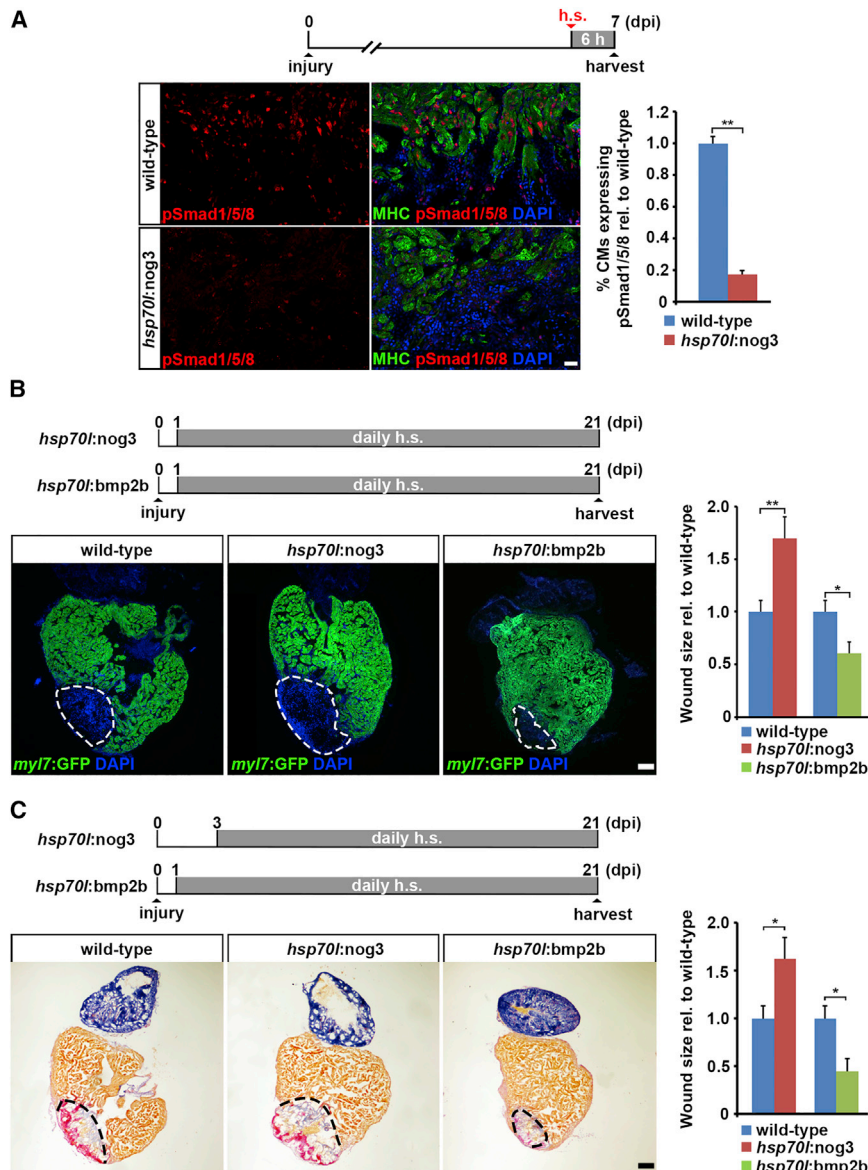 A
h.s.
0
7 (dpi)
6 h
injury
harvest
wild-type
pSmad1/5/8
MHC pSmad1/5/8 DAPI
hsp70l:nog3
pSmad1/5/8
MHC pSmad1/5/8 DAPI
% CMs expressing
pSmad1/5/8 rel. to wild-type
1.2
1.0
0.8
0.6
0.4
0.2
0
**
wild-type
hsp70l:nog3
B
0 1 21 (dpi)
hsp70l:nog3 daily h.s.
0 1 21 (dpi)
hsp70l:bmp2b daily h.s.
injury harvest
wild-type hsp70l:nog3 hsp70l:bmp2b
myl7:GFP DAPI
myl7:GFP DAPI
myl7:GFP DAPI
Wound size rel. to wild-type
2.0
1.5
1.0
0.5
0
**
*
wild-type
hsp70l:nog3
hsp70l:bmp2b
C
0 3 21 (dpi)
hsp70l:nog3 daily h.s.
0 1 21 (dpi)
hsp70l:bmp2b daily h.s.
injury harvest
wild-type hsp70l:nog3 hsp70l:bmp2b
Wound size rel. to wild-type
2.0
1.5
1.0
0.5
0
*
*
wild-type
hsp70l:nog3
hsp70l:bmp2b